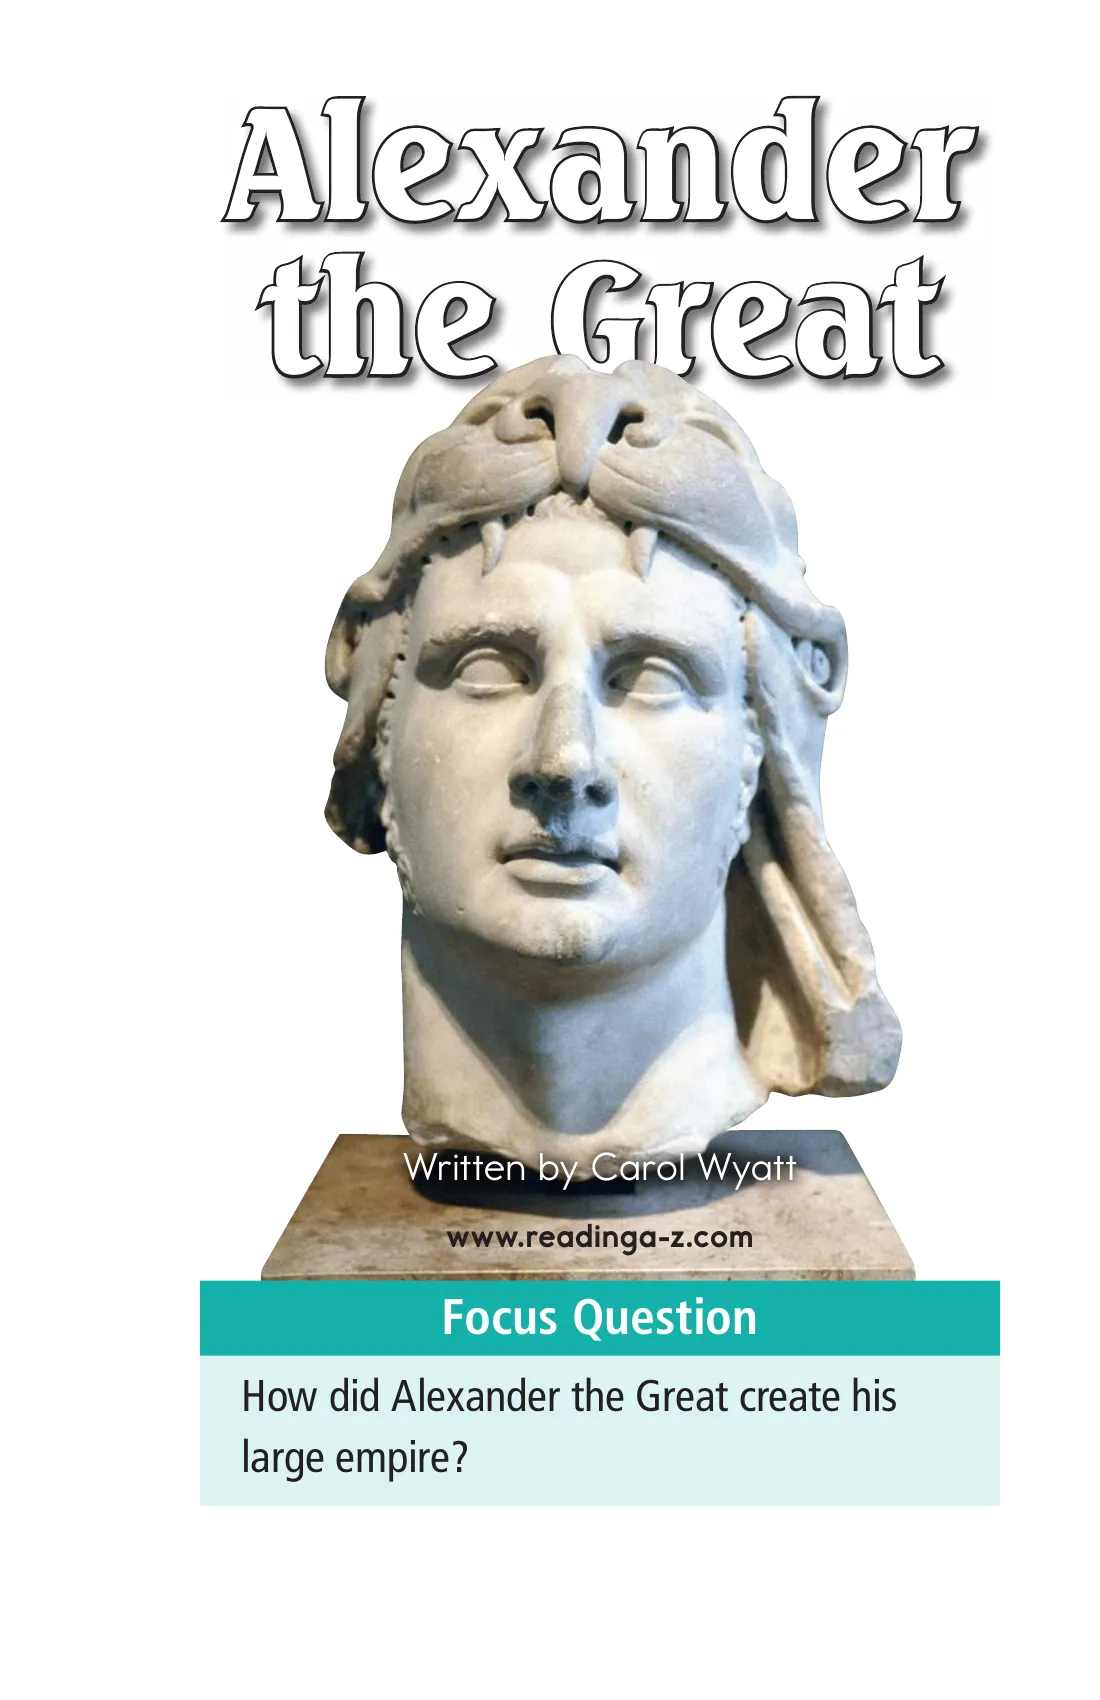 Alexander
the Great
Written by Carol Wyatt
www.readinga-z.com
Focus Question
How did Alexander the Great create his
large empire?